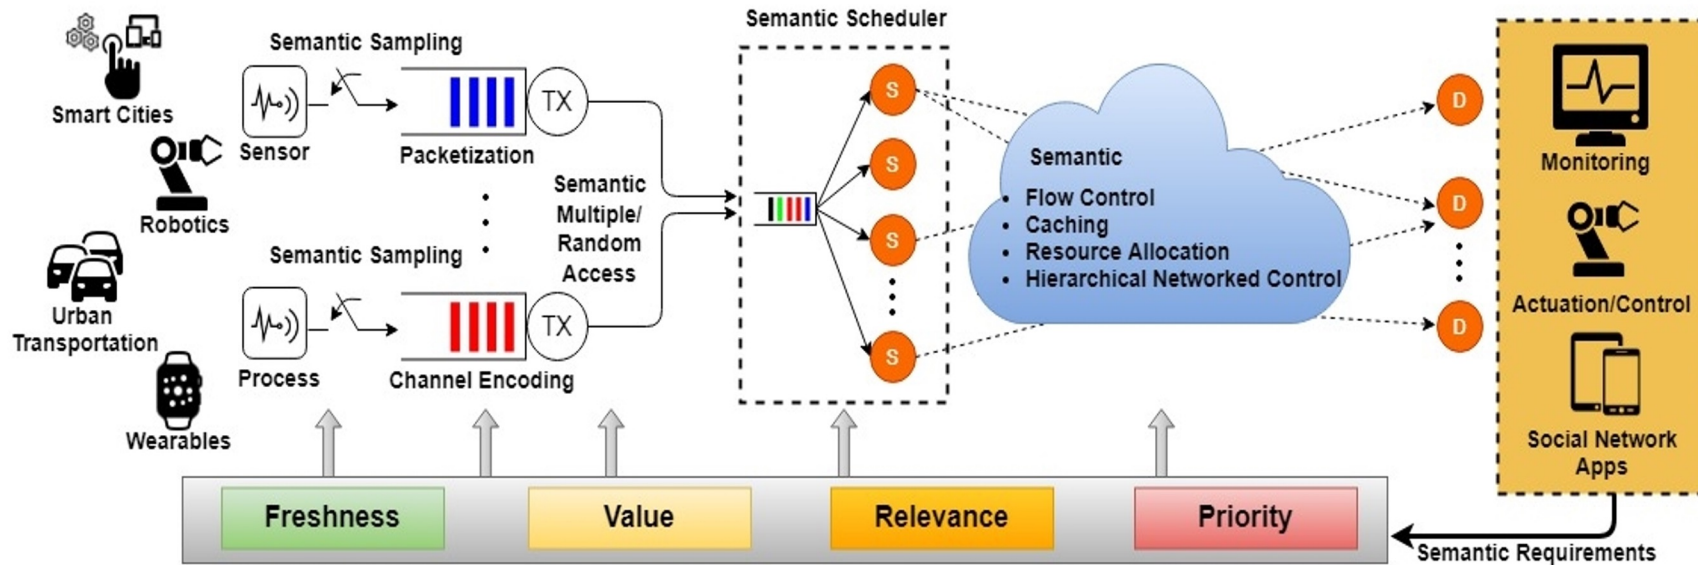 Semantic Scheduler
Semantic Sampling
Smart Cities
Sensor
TX
Packetization
Robotics
Semantic
Multiple/
Random
Access
Semantic Sampling
Urban
Transportation
Process
TX
Channel Encoding
Wearables
S
S
S
S
Semantic
• Flow Control
• Caching
• Resource Allocation
• Hierarchical Networked Control
D
D
D
Monitoring
Actuation/Control
Social Network
Apps
Freshness
Value
Relevance
Priority
Semantic Requirements